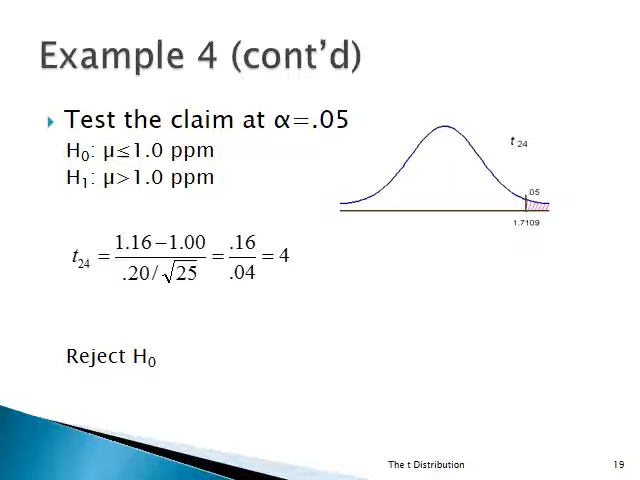 Example 4 (cont'd)
Test the claim at α=.05
H₀: μ≤1.0 ppm
H₁: μ>1.0 ppm
t 24
.05
1.7109
t₂₄ = (1.16−1.00)/(.20/√25) = .16/.04 = 4
Reject H₀
The t Distribution
19